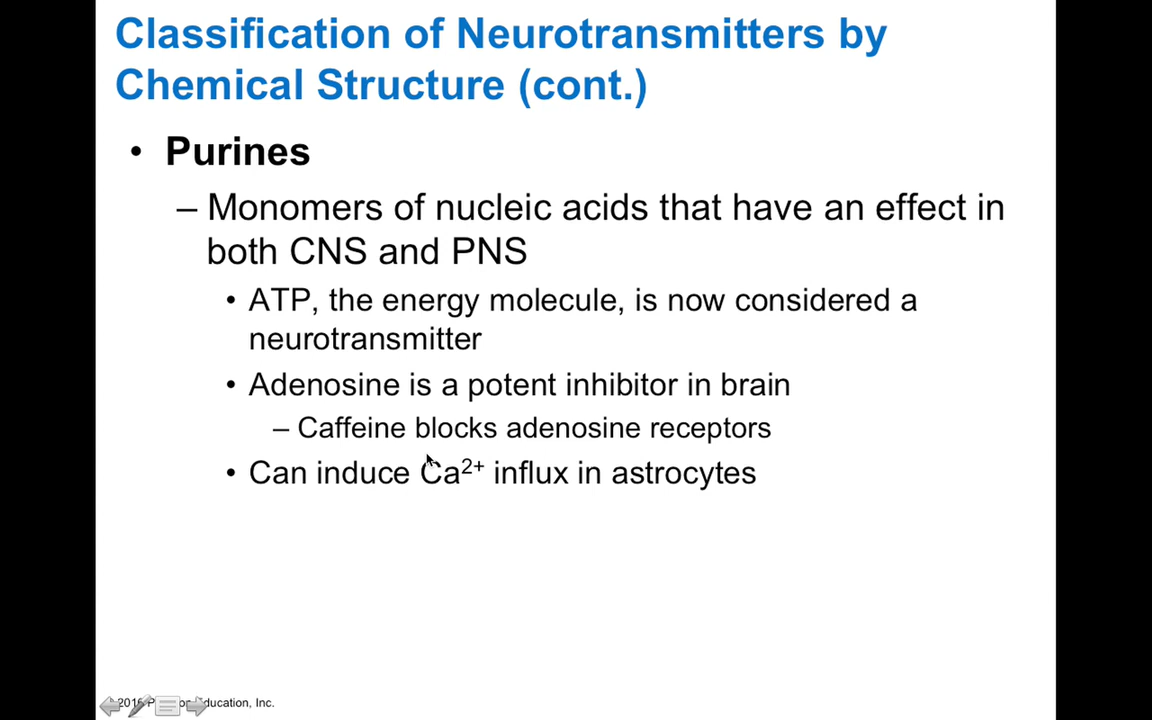 Classification of Neurotransmitters by
Chemical Structure (cont.)
• Purines
– Monomers of nucleic acids that have an effect in
both CNS and PNS
• ATP, the energy molecule, is now considered a
neurotransmitter
• Adenosine is a potent inhibitor in brain
– Caffeine blocks adenosine receptors
• Can induce Ca²⁺ influx in astrocytes
Education, Inc.